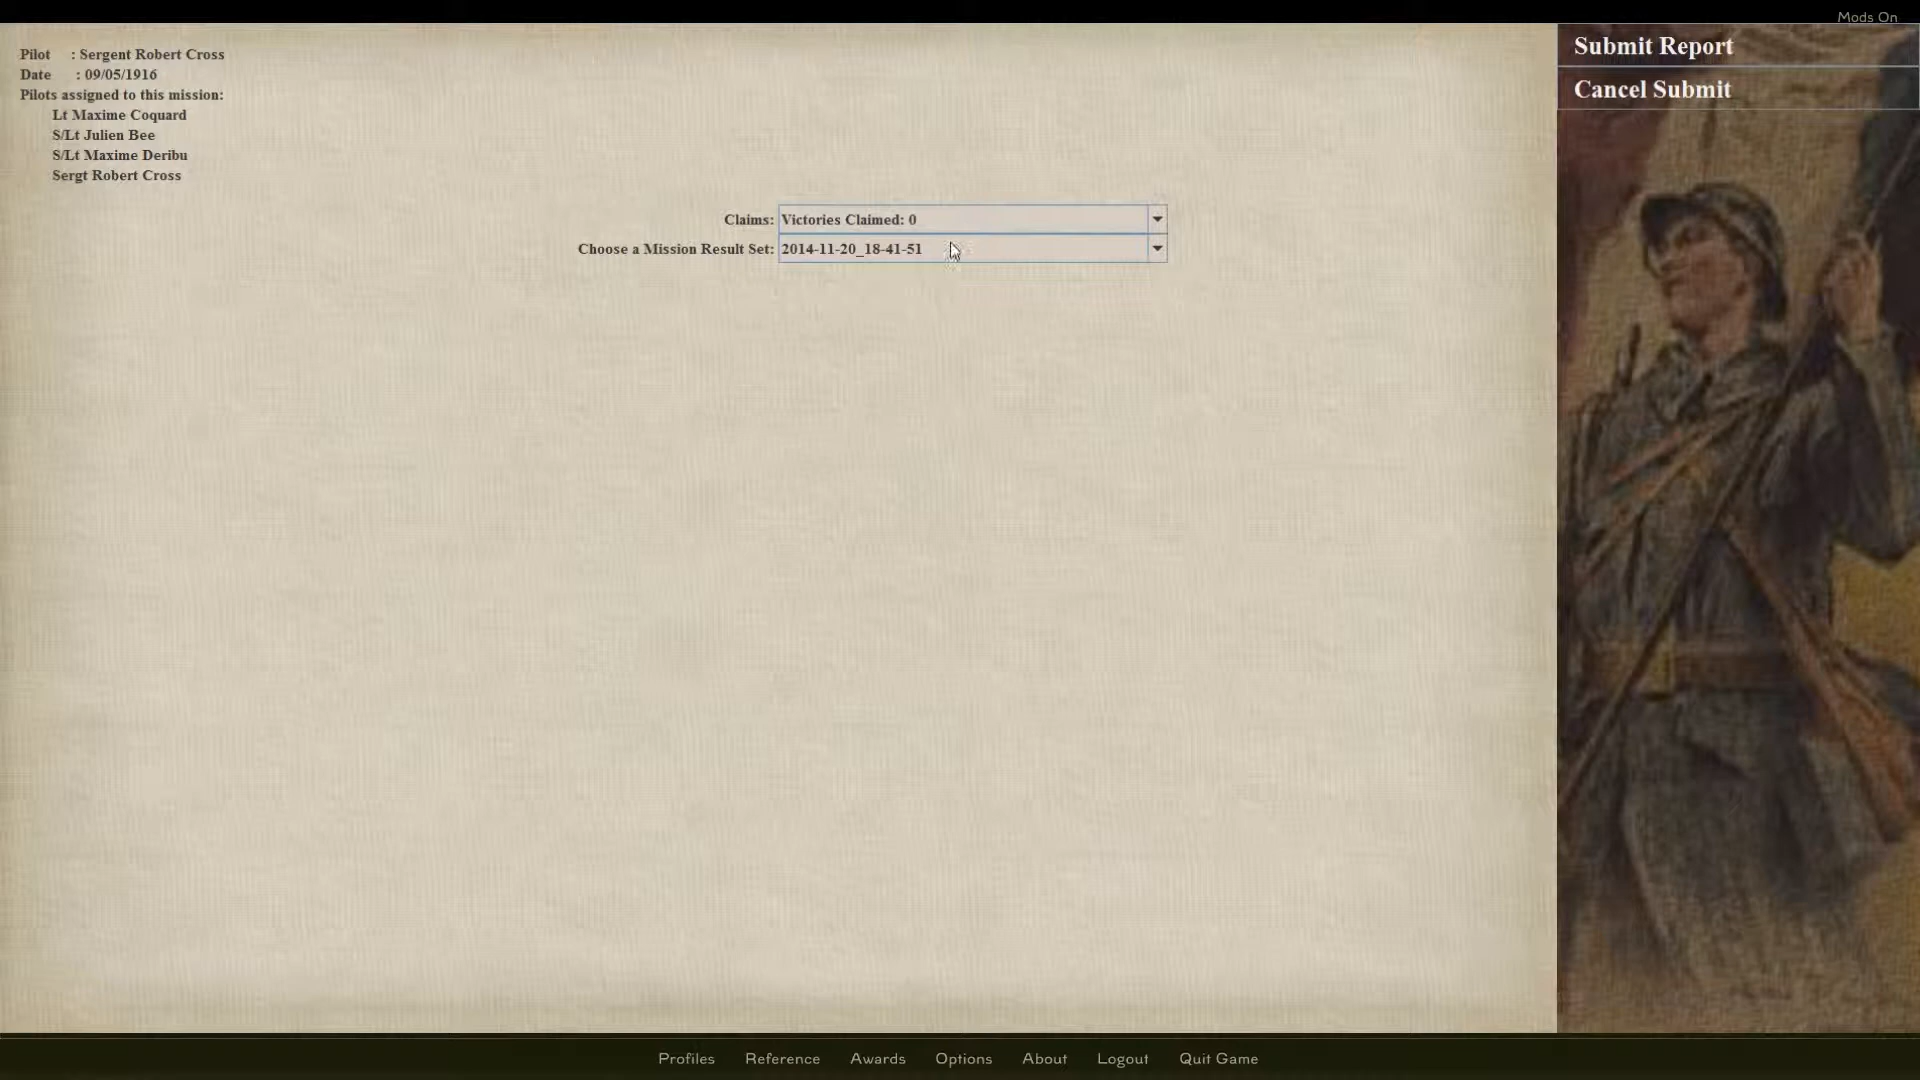 Mods On
Pilot : Sergent Robert Cross
Date : 09/05/1916
Pilots assigned to this mission:
Lt Maxime Coquard
S/Lt Julien Bee
S/Lt Maxime Deribu
Sergt Robert Cross
Claims: Victories Claimed: 0
Choose a Mission Result Set: 2014-11-20_18-41-51
Submit Report
Cancel Submit
Profiles Reference Awards Options About Logout Quit Game